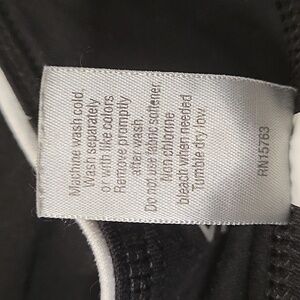 Machine wash cold.
Wash separately
or with like colors
Remove promptly
after wash.
Do not use fabric softener
Non chlorine
bleach when needed
Tumble dry low.
RN15763